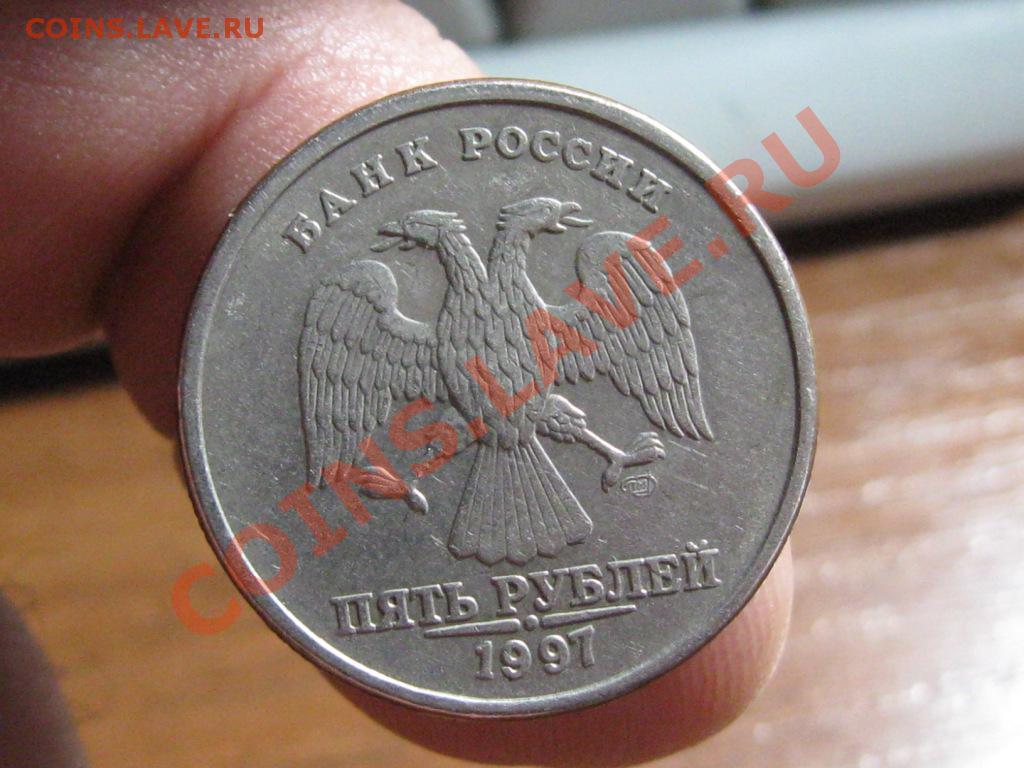 COINS.LAVE.RU
БАНК РОССИИ
COINS.LAVE.RU
ПЯТЬ РУБЛЕЙ
1997